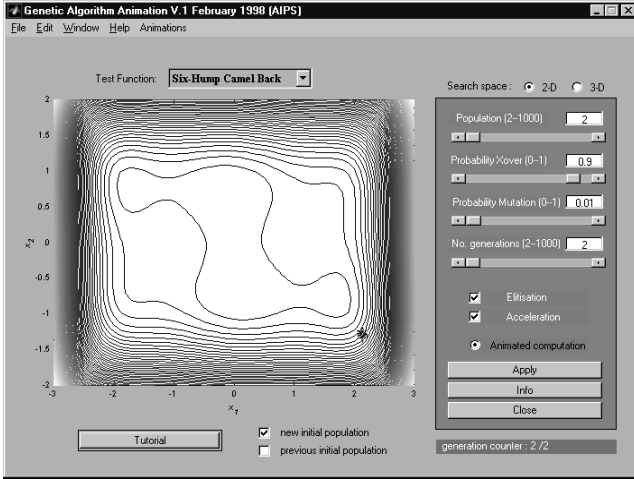 Genetic Algorithm Animation V.1 February 1998 (AIPS)
File Edit Window Help Animations
Test Function: Six-Hump Camel Back
Search space : 2-D 3-D
2
1.5
1
0.5
0
-0.5
-1
-1.5
-2
x2
-3 -2 -1 0 1 2 3
x1
Population (2--1000) 2
Probability Xover (0--1) 0.9
Probability Mutation (0--1) 0.01
No. generations (2--1000) 2
Elitisation
Acceleration
Animated computation
Apply
Info
Close
Tutorial
new initial population
previous initial population
generation counter : 2 /2